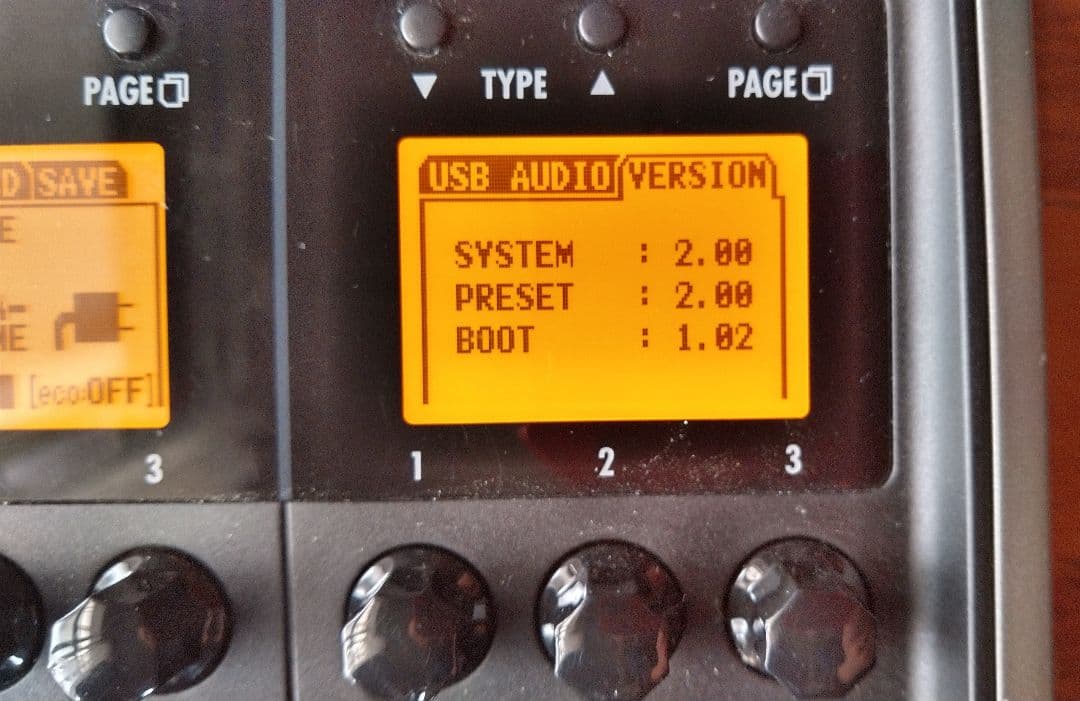 PAGE
▼ TYPE ▲
PAGE
D SAVE
E
ME
[eco:OFF]
3
USB AUDIO VERSION
SYSTEM : 2.00
PRESET : 2.00
BOOT : 1.02
1 2 3